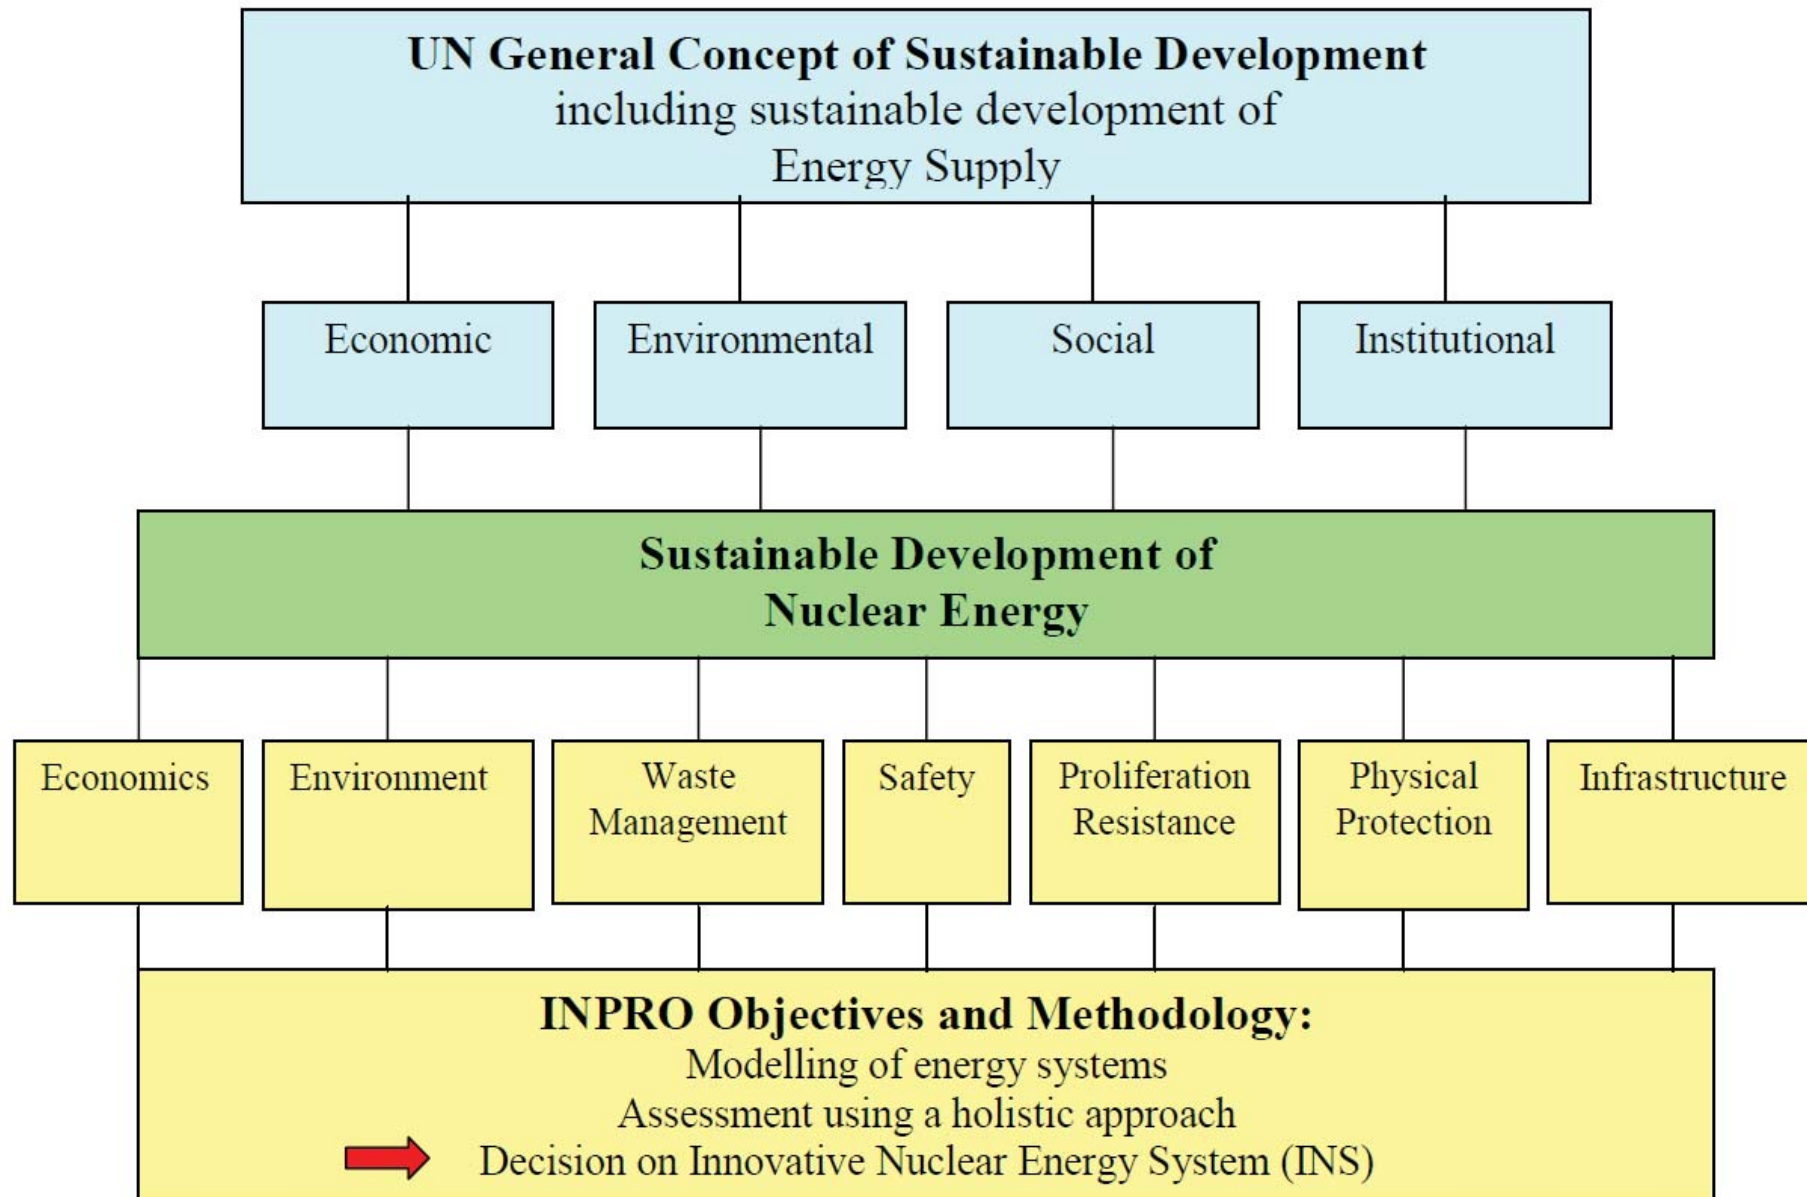 UN General Concept of Sustainable Development
including sustainable development of
Energy Supply
Economic
Environmental
Social
Institutional
Sustainable Development of
Nuclear Energy
Economics
Environment
Waste
Management
Safety
Proliferation
Resistance
Physical
Protection
Infrastructure
INPRO Objectives and Methodology:
Modelling of energy systems
Assessment using a holistic approach
Decision on Innovative Nuclear Energy System (INS)